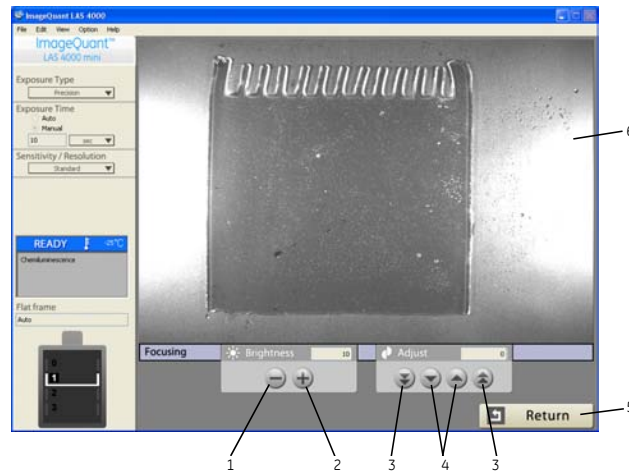 ImageQuant LAS 4000
File Edit View Option Help
ImageQuant™
LAS 4000 mini
Exposure Type
Precision
Exposure Time
Auto
Manual
10 sec
Sensitivity / Resolution
Standard
READY -25°C
Chemiluminescence
Flat frame
Auto
0
1
2
3
Focusing
Brightness 10
Adjust 0
Return
1 2 3 4 3
5
6